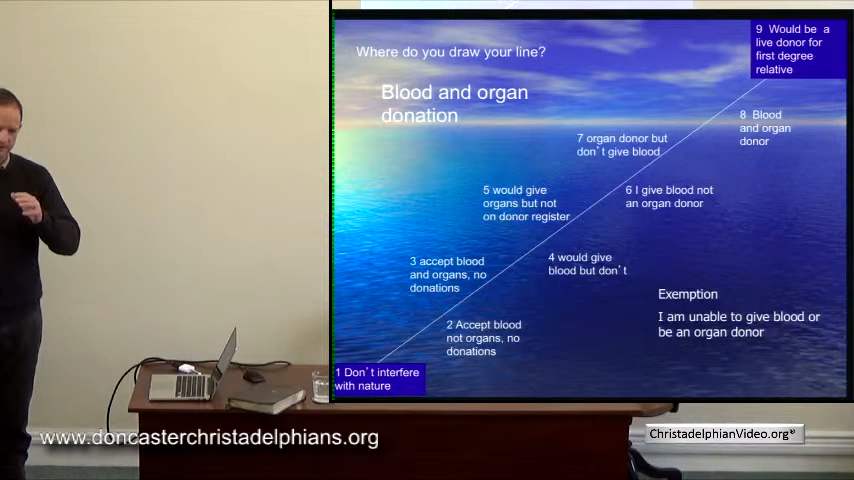 Where do you draw your line?
Blood and organ
donation
9 Would be a
live donor for
first degree
relative
8 Blood
and organ
donor
7 organ donor but
don't give blood
5 would give
organs but not
on donor register
6 I give blood not
an organ donor
3 accept blood
and organs, no
donations
4 would give
blood but don't
Exemption
I am unable to give blood or
be an organ donor
2 Accept blood
not organs, no
donations
1 Don't interfere
with nature
www.doncasterchristadelphians.org
ChristadelphianVideo.org®